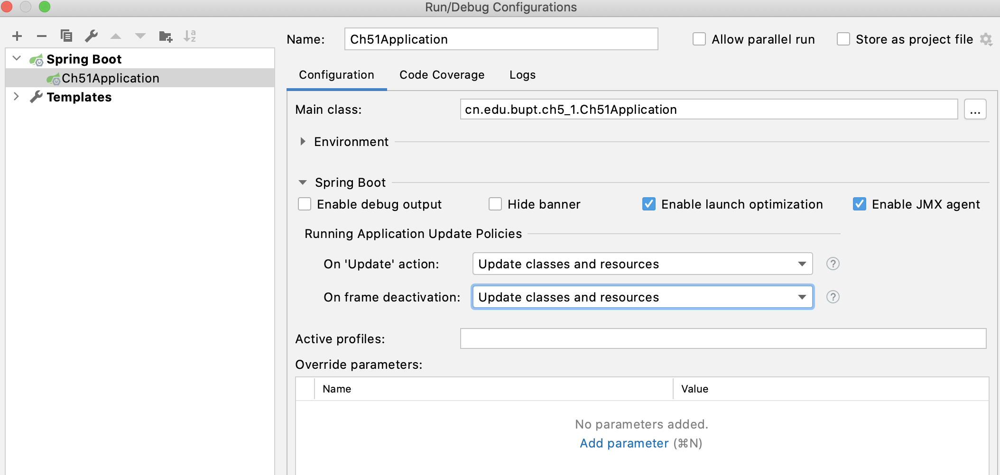 Run/Debug Configurations
Name: Ch51Application Allow parallel run Store as project file
Spring Boot
Ch51Application
Templates
Configuration Code Coverage Logs
Main class: cn.edu.bupt.ch5_1.Ch51Application ...
Environment
Spring Boot
Enable debug output Hide banner Enable launch optimization Enable JMX agent
Running Application Update Policies
On 'Update' action: Update classes and resources ?
On frame deactivation: Update classes and resources ?
Active profiles:
Override parameters:
Name Value
No parameters added.
Add parameter (⌘N)